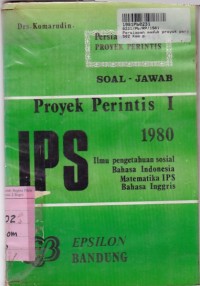 Drs Komarudin
PROYEK PERINTIS
SOAL - JAWAB
Proyek Perintis I
1980
IPS
Ilmu pengetahuan sosial
Bahasa Indonesia
Matematika IPS
Bahasa Inggris
EPSILON
BANDUNG